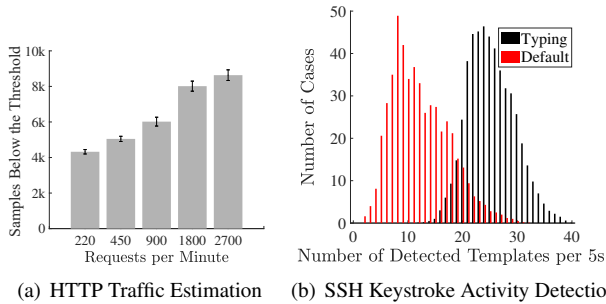 Samples Below the Threshold
10k
8k
6k
4k
2k
0
220 450 900 1800 2700
Requests per Minute
(a) HTTP Traffic Estimation
Number of Cases
50
40
30
20
10
0
Typing
Default
0 10 20 30 40
Number of Detected Templates per 5s
(b) SSH Keystroke Activity Detectio